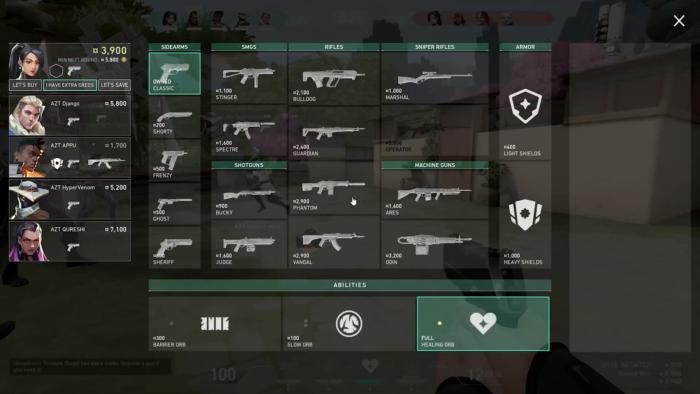 ¤ 3,900
MIN NEXT ROUND: ¤ 5,800
LET'S BUY
I HAVE EXTRA CREDS
LET'S SAVE
AZT Django
¤ 5,800
AZT APPU
¤ 1,700
AZT HyperVenom
¤ 5,200
AZT QURESHI
¤ 7,100
SIDEARMS
SMGS
RIFLES
SNIPER RIFLES
ARMOR
OWNED
CLASSIC
¤1,100
STINGER
¤2,100
BULLDOG
¤1,000
MARSHAL
¤200
SHORTY
¤1,600
SPECTRE
¤2,400
GUARDIAN
OPERATOR
¤400
LIGHT SHIELDS
¤500
FRENZY
SHOTGUNS
MACHINE GUNS
¤500
GHOST
¤900
BUCKY
¤2,900
PHANTOM
¤1,600
ARES
SHERIFF
¤1,600
JUDGE
¤2,900
VANDAL
¤3,200
ODIN
¤1,000
HEAVY SHIELDS
ABILITIES
¤300
BARRIER ORB
¤100
SLOW ORB
FULL
HEALING ORB
100
12